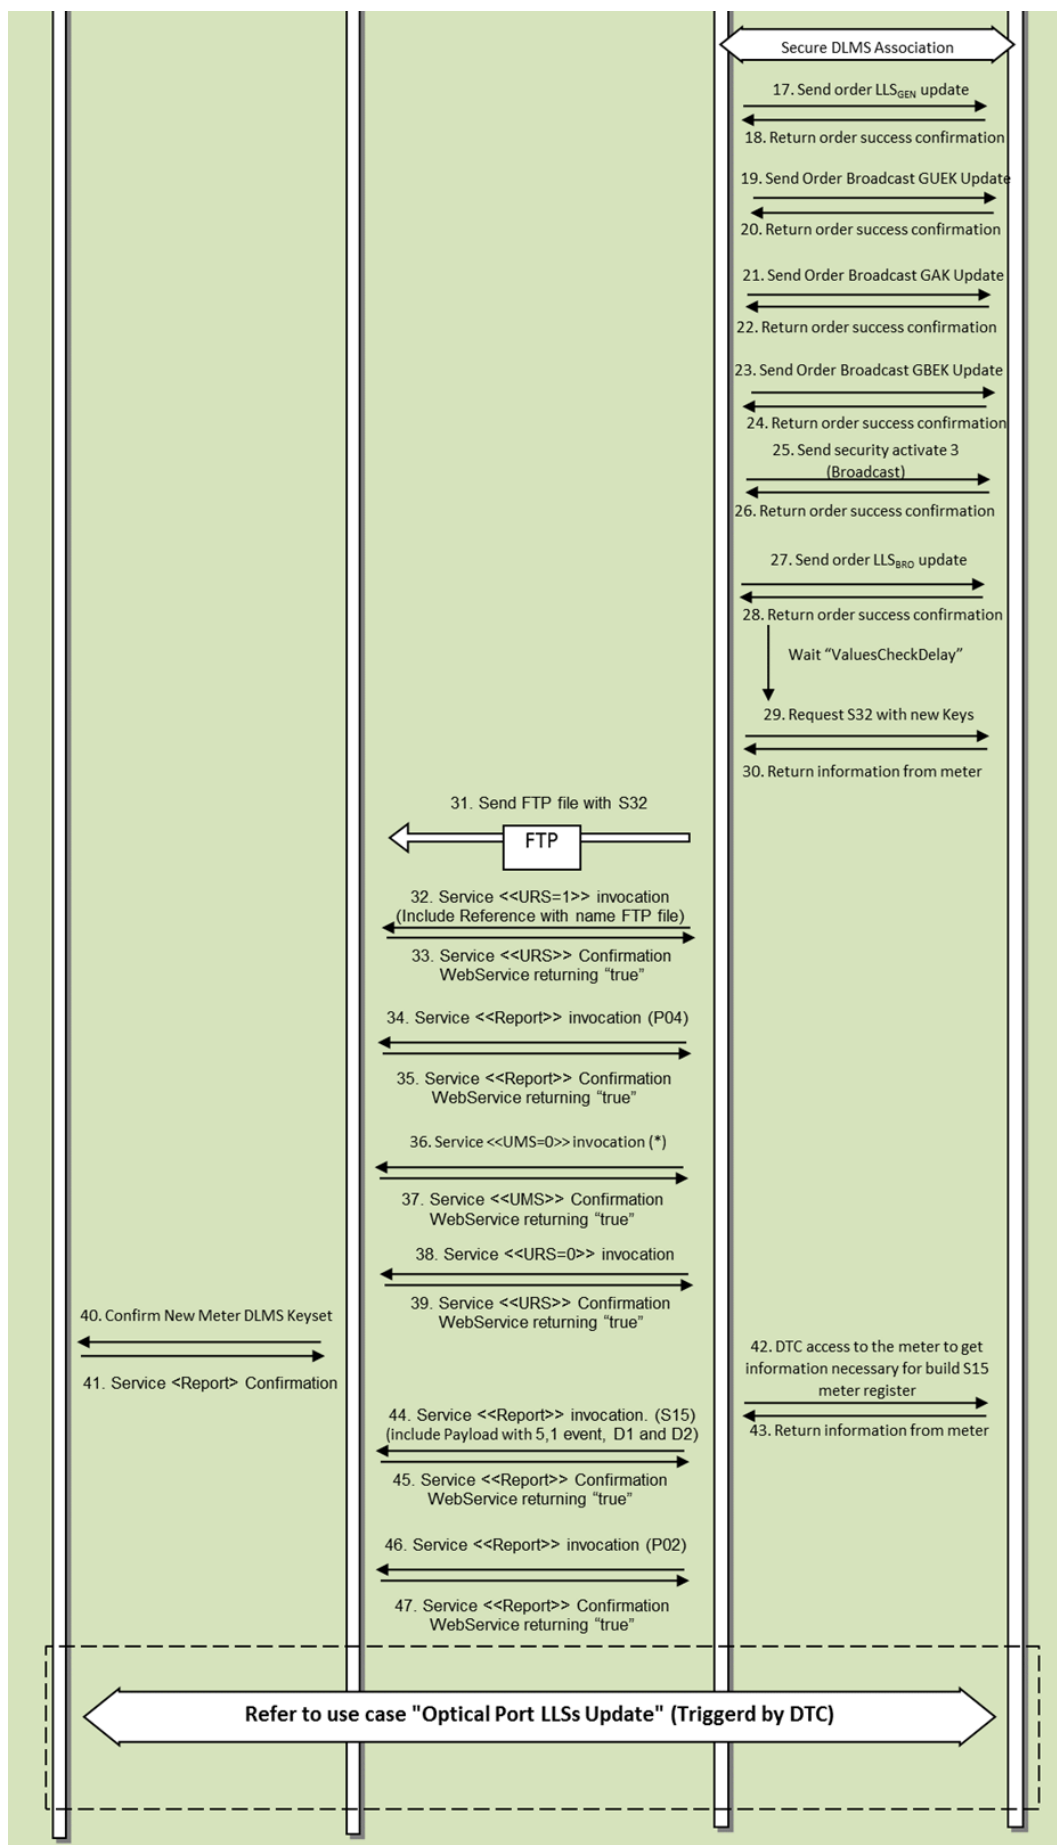 Secure DLMS Association
17. Send order LLSGEN update
18. Return order success confirmation
19. Send Order Broadcast GUEK Update
20. Return order success confirmation
21. Send Order Broadcast GAK Update
22. Return order success confirmation
23. Send Order Broadcast GBEK Update
24. Return order success confirmation
25. Send security activate 3
(Broadcast)
26. Return order success confirmation
27. Send order LLSBRO update
28. Return order success confirmation
Wait “ValuesCheckDelay”
29. Request S32 with new Keys
30. Return information from meter
31. Send FTP file with S32
FTP
32. Service <<URS=1>> invocation
(Include Reference with name FTP file)
33. Service <<URS>> Confirmation
WebService returning “true”
34. Service <<Report>> invocation (P04)
35. Service <<Report>> Confirmation
WebService returning “true”
36. Service <<UMS=0>> invocation (*)
37. Service <<UMS>> Confirmation
WebService returning “true”
38. Service <<URS=0>> invocation
39. Service <<URS>> Confirmation
WebService returning “true”
40. Confirm New Meter DLMS Keyset
41. Service <Report> Confirmation
42. DTC access to the meter to get
information necessary for build S15
meter register
43. Return information from meter
44. Service <<Report>> invocation. (S15)
(include Payload with 5,1 event, D1 and D2)
45. Service <<Report>> Confirmation
WebService returning “true”
46. Service <<Report>> invocation (P02)
47. Service <<Report>> Confirmation
WebService returning “true”
Refer to use case "Optical Port LLSs Update" (Triggerd by DTC)